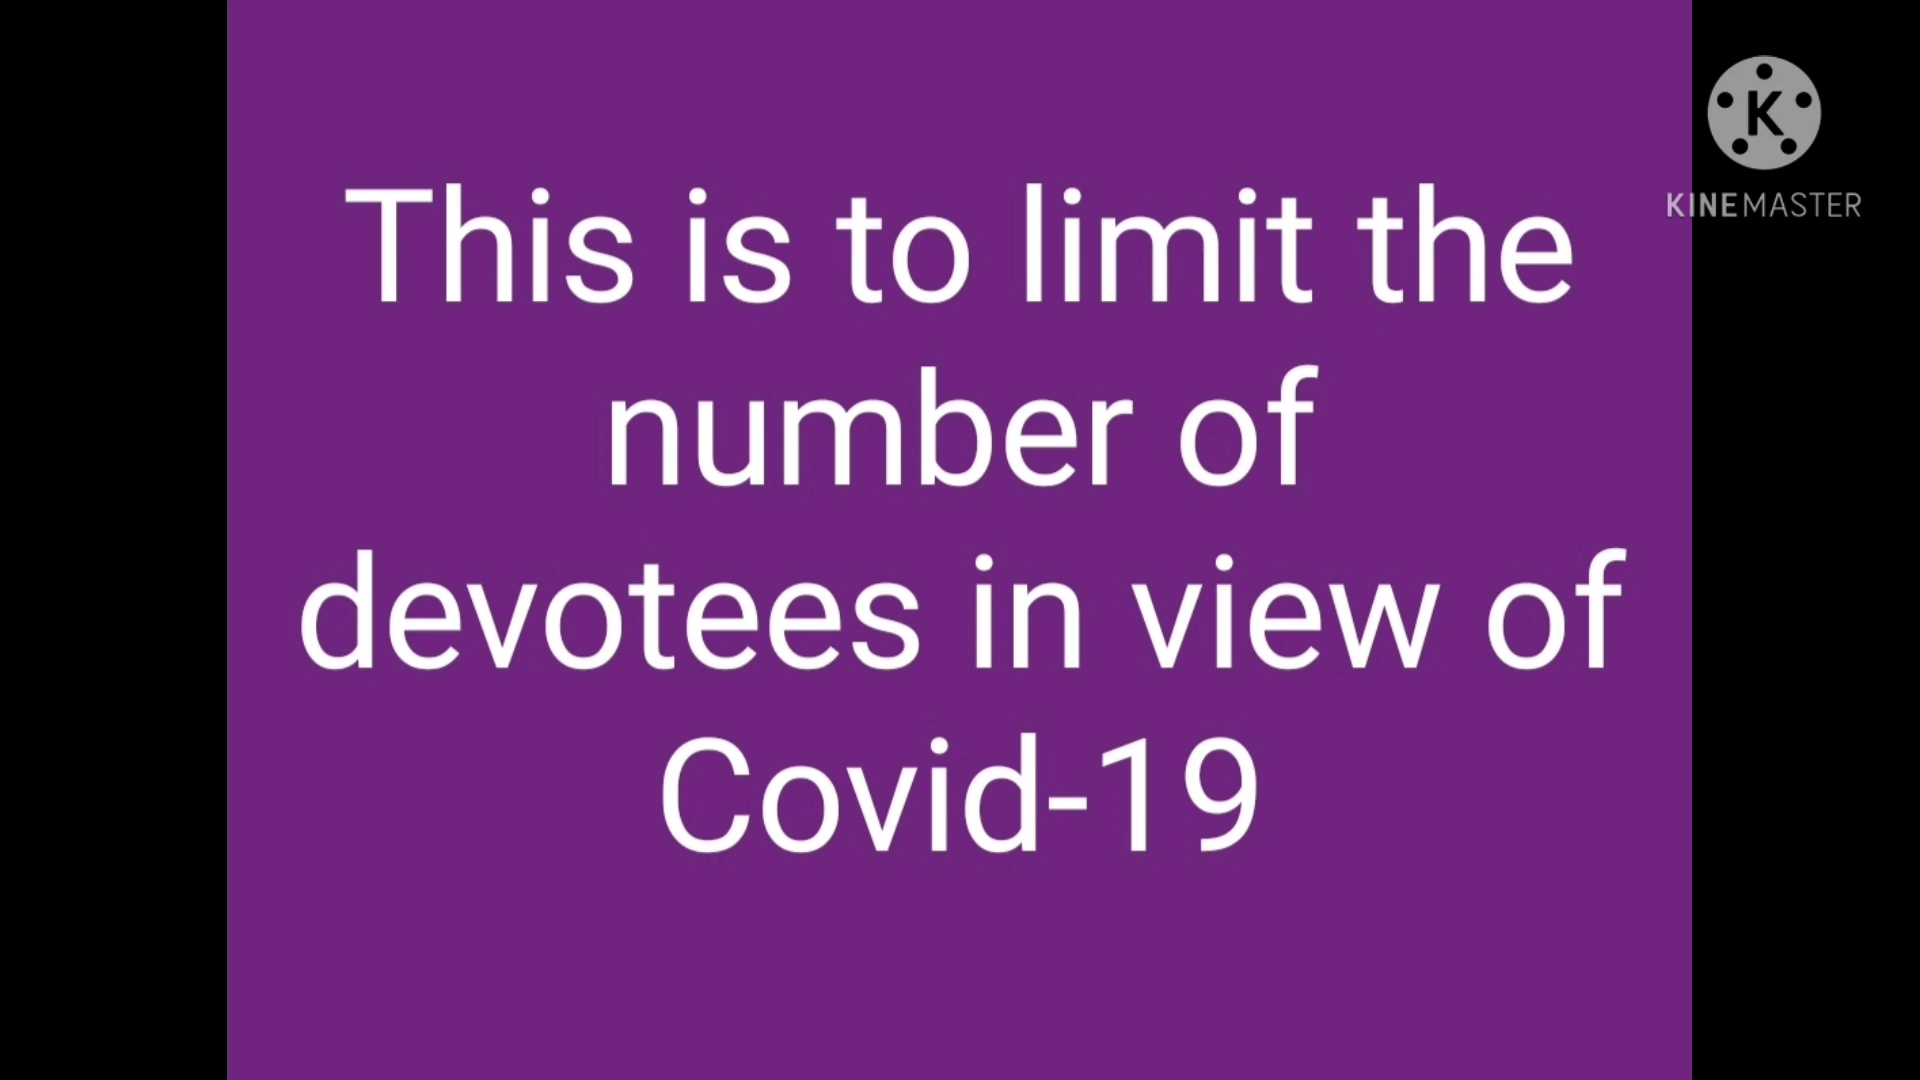 This is to limit the
number of
devotees in view of
Covid-19
K
KINEMASTER